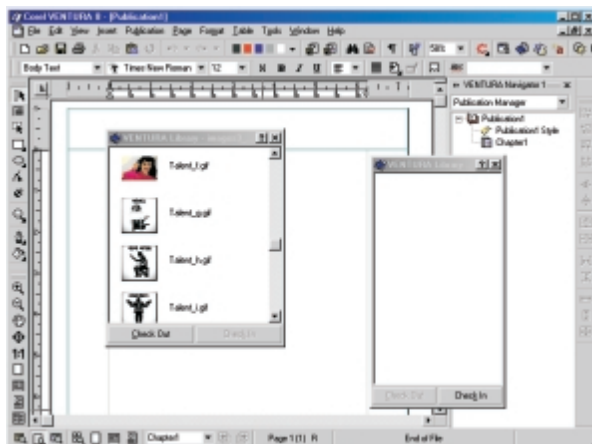 Corel VENTURA 8 - [Publication1]
File Edit View Insert Publication Page Format Table Tools Window Help
58%
Body Text Times New Roman 12 N B I U
VENTURA Navigator 1
Publication Manager
Publication1
Publication1 Style
Chapter1
VENTURA Library
Talent_f.gif
Talent_g.gif
Talent_h.gif
Talent_i.gif
Check Out Check In
VENTURA Library
Check Out Check In
Chapter1 Page 1(1) R End of File